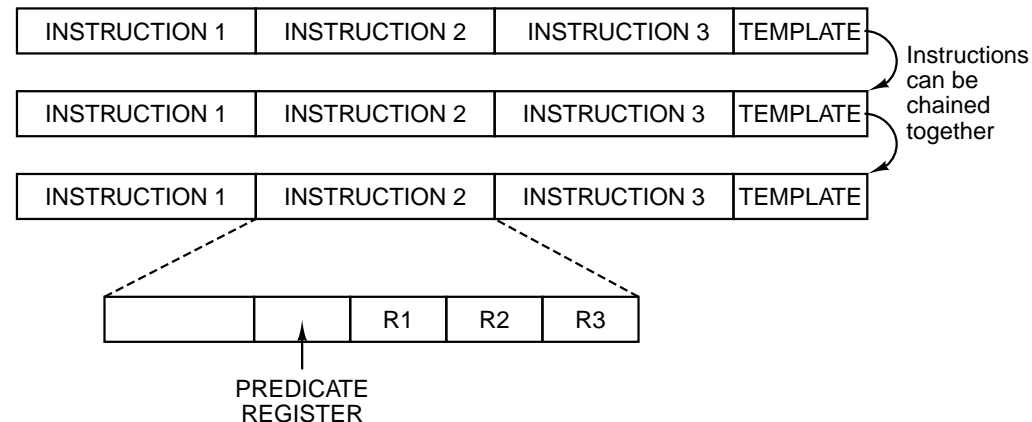 INSTRUCTION 1 INSTRUCTION 2 INSTRUCTION 3 TEMPLATE
Instructions
can be
chained
together
INSTRUCTION 1 INSTRUCTION 2 INSTRUCTION 3 TEMPLATE
INSTRUCTION 1 INSTRUCTION 2 INSTRUCTION 3 TEMPLATE
R1 R2 R3
PREDICATE
REGISTER